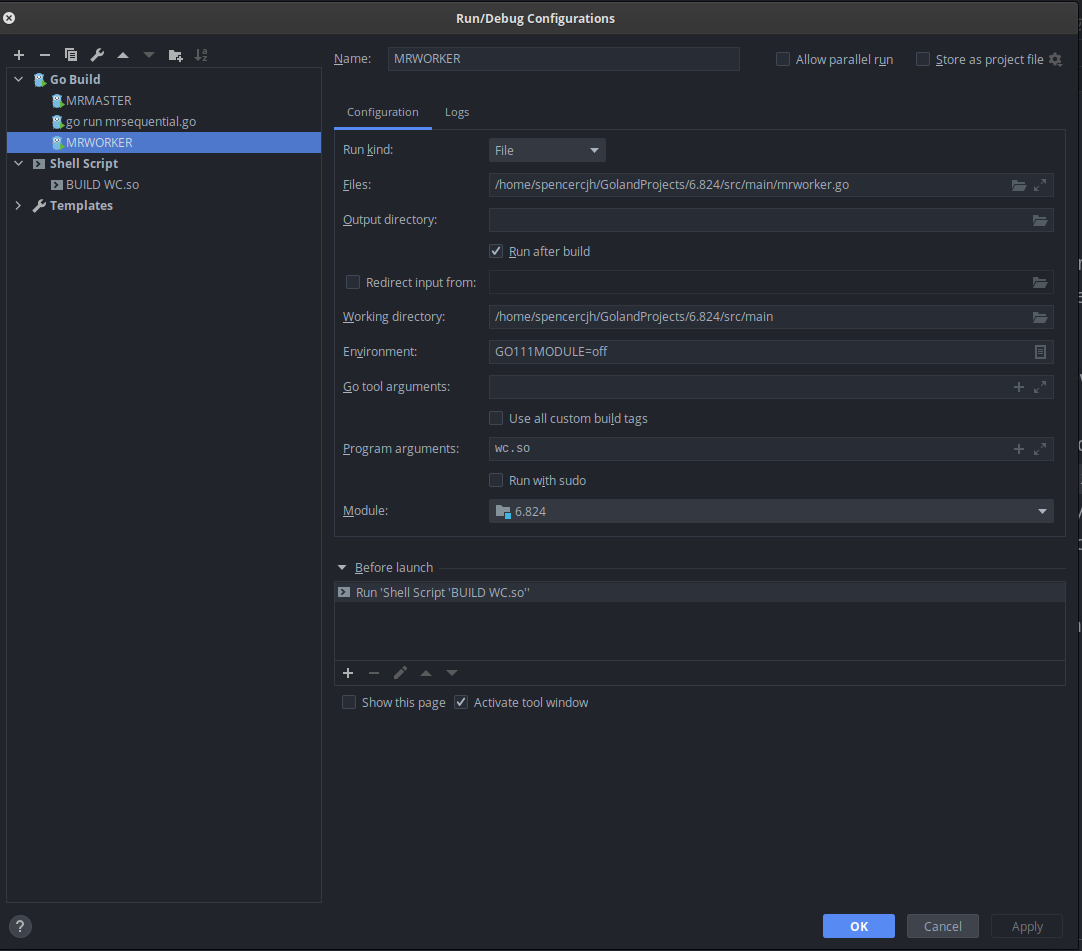 Run/Debug Configurations
Name: MRWORKER
Allow parallel run
Store as project file
Go Build
MRMASTER
go run mrsequential.go
MRWORKER
Shell Script
BUILD WC.so
Templates
Configuration Logs
Run kind: File
Files: /home/spencercjh/GolandProjects/6.824/src/main/mrworker.go
Output directory:
Run after build
Redirect input from:
Working directory: /home/spencercjh/GolandProjects/6.824/src/main
Environment: GO111MODULE=off
Go tool arguments:
Use all custom build tags
Program arguments: wc.so
Run with sudo
Module: 6.824
Before launch
Run 'Shell Script 'BUILD WC.so''
Show this page Activate tool window
? OK Cancel Apply